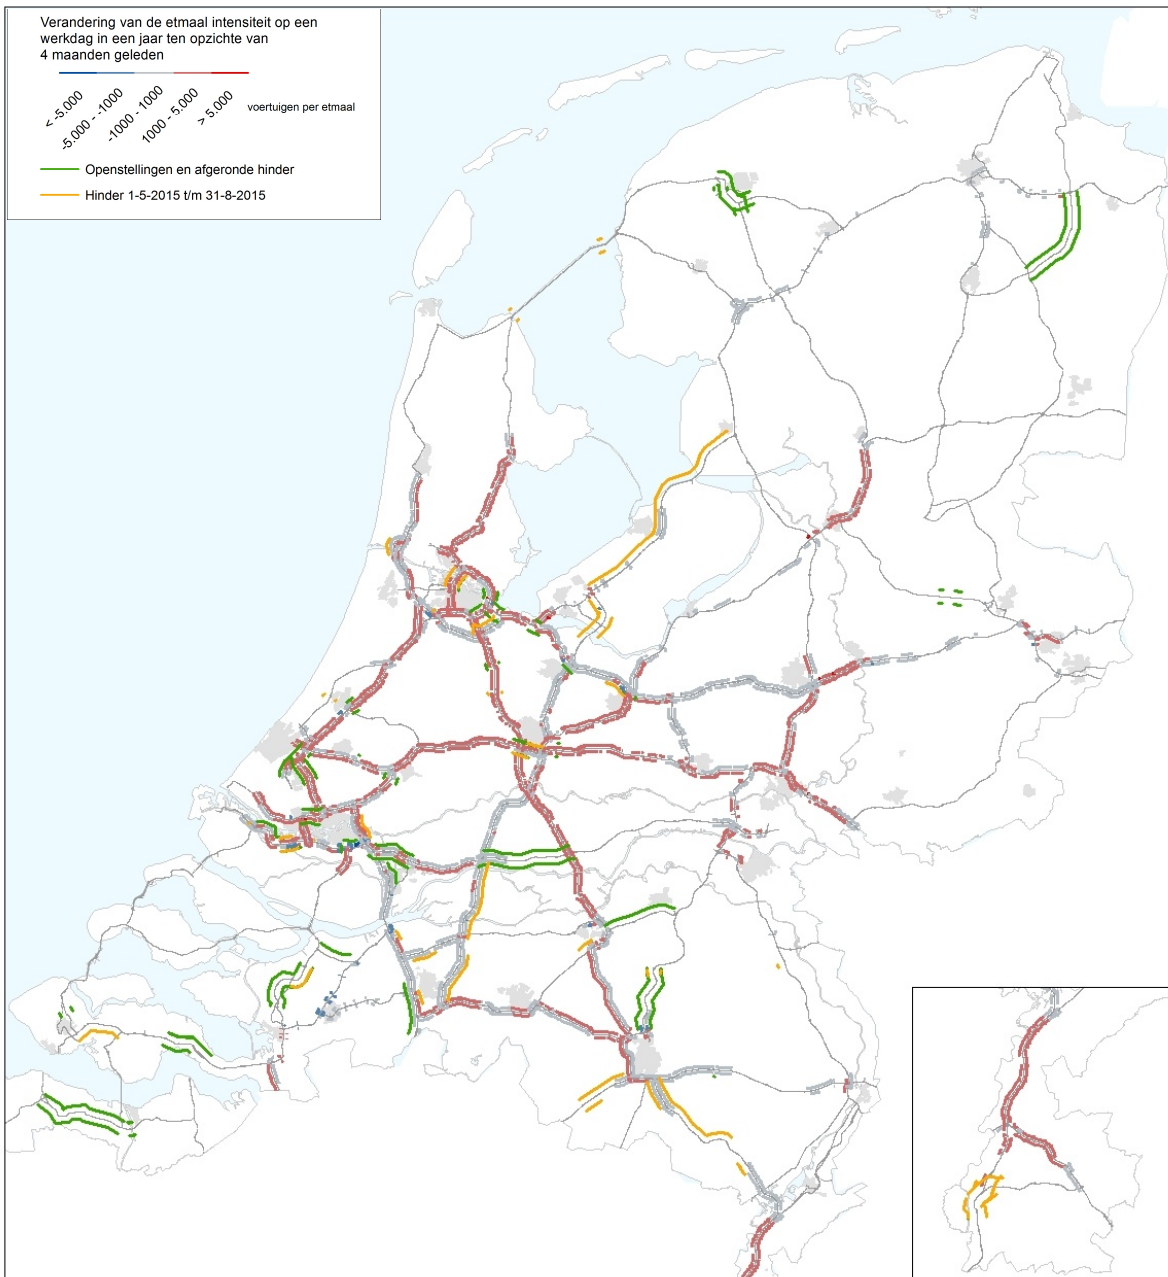 Verandering van de etmaal intensiteit op een
werkdag in een jaar ten opzichte van
4 maanden geleden
< -5.000
-5.000 - -1000
-1000 - 1000
1000 - 5.000
> 5.000
voertuigen per etmaal
Openstellingen en afgeronde hinder
Hinder 1-5-2015 t/m 31-8-2015